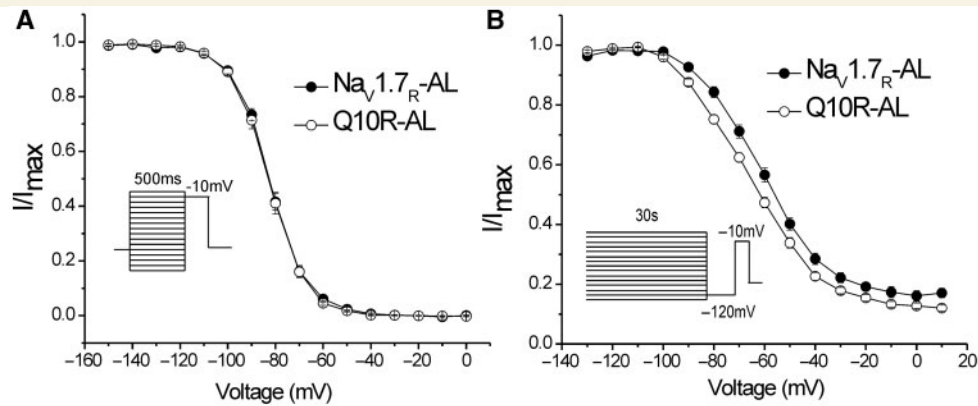 A
1.0
0.8
0.6
0.4
0.2
0.0
I/Imax
NaV1.7R-AL
Q10R-AL
500ms
-10mV
−160 −140 −120 −100 −80 −60 −40 −20 0
Voltage (mV)
B
1.0
0.8
0.6
0.4
0.2
0.0
I/Imax
NaV1.7R-AL
Q10R-AL
30s
−10mV
−120mV
−140 −120 −100 −80 −60 −40 −20 0 20
Voltage (mV)